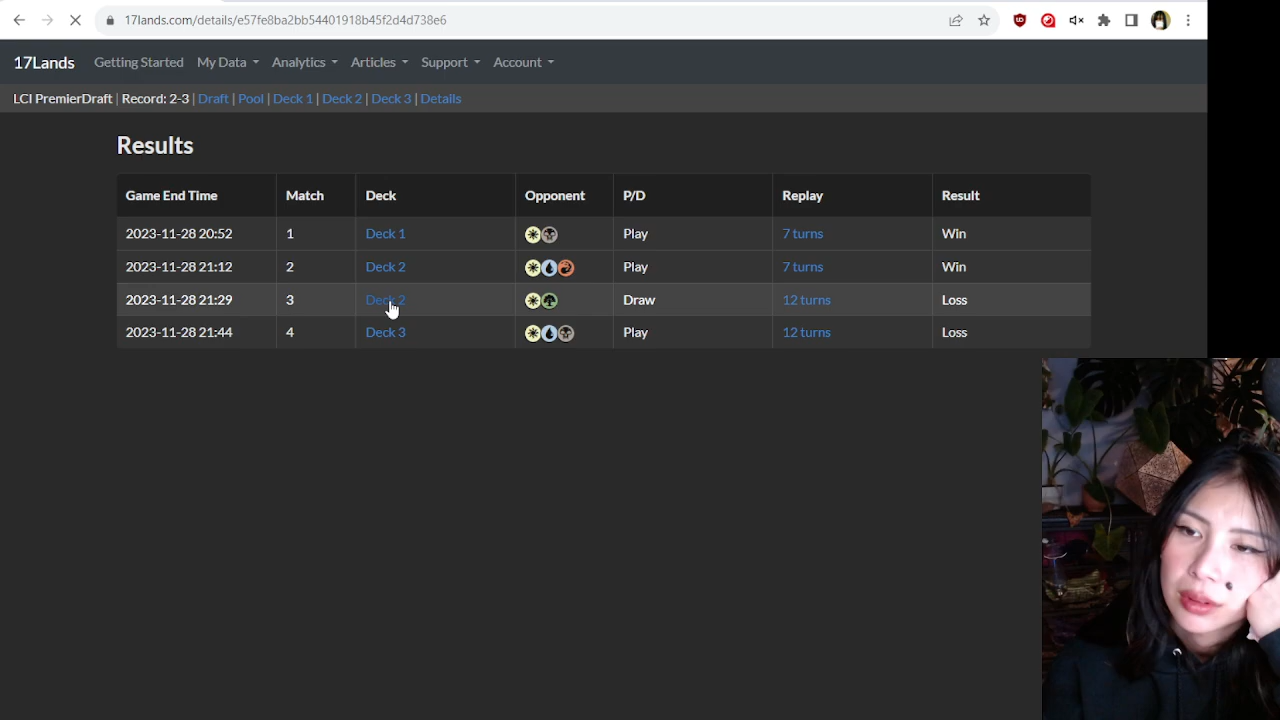 17lands.com/details/e57fe8ba2bb54401918b45f2d4d738e6
17Lands Getting Started My Data Analytics Articles Support Account
LCI PremierDraft | Record: 2-3 | Draft | Pool | Deck 1 | Deck 2 | Deck 3 | Details
Results
Game End Time Match Deck Opponent P/D Replay Result
2023-11-28 20:52 1 Deck 1 Play 7 turns Win
2023-11-28 21:12 2 Deck 2 Play 7 turns Win
2023-11-28 21:29 3 Deck 2 Draw 12 turns Loss
2023-11-28 21:44 4 Deck 3 Play 12 turns Loss